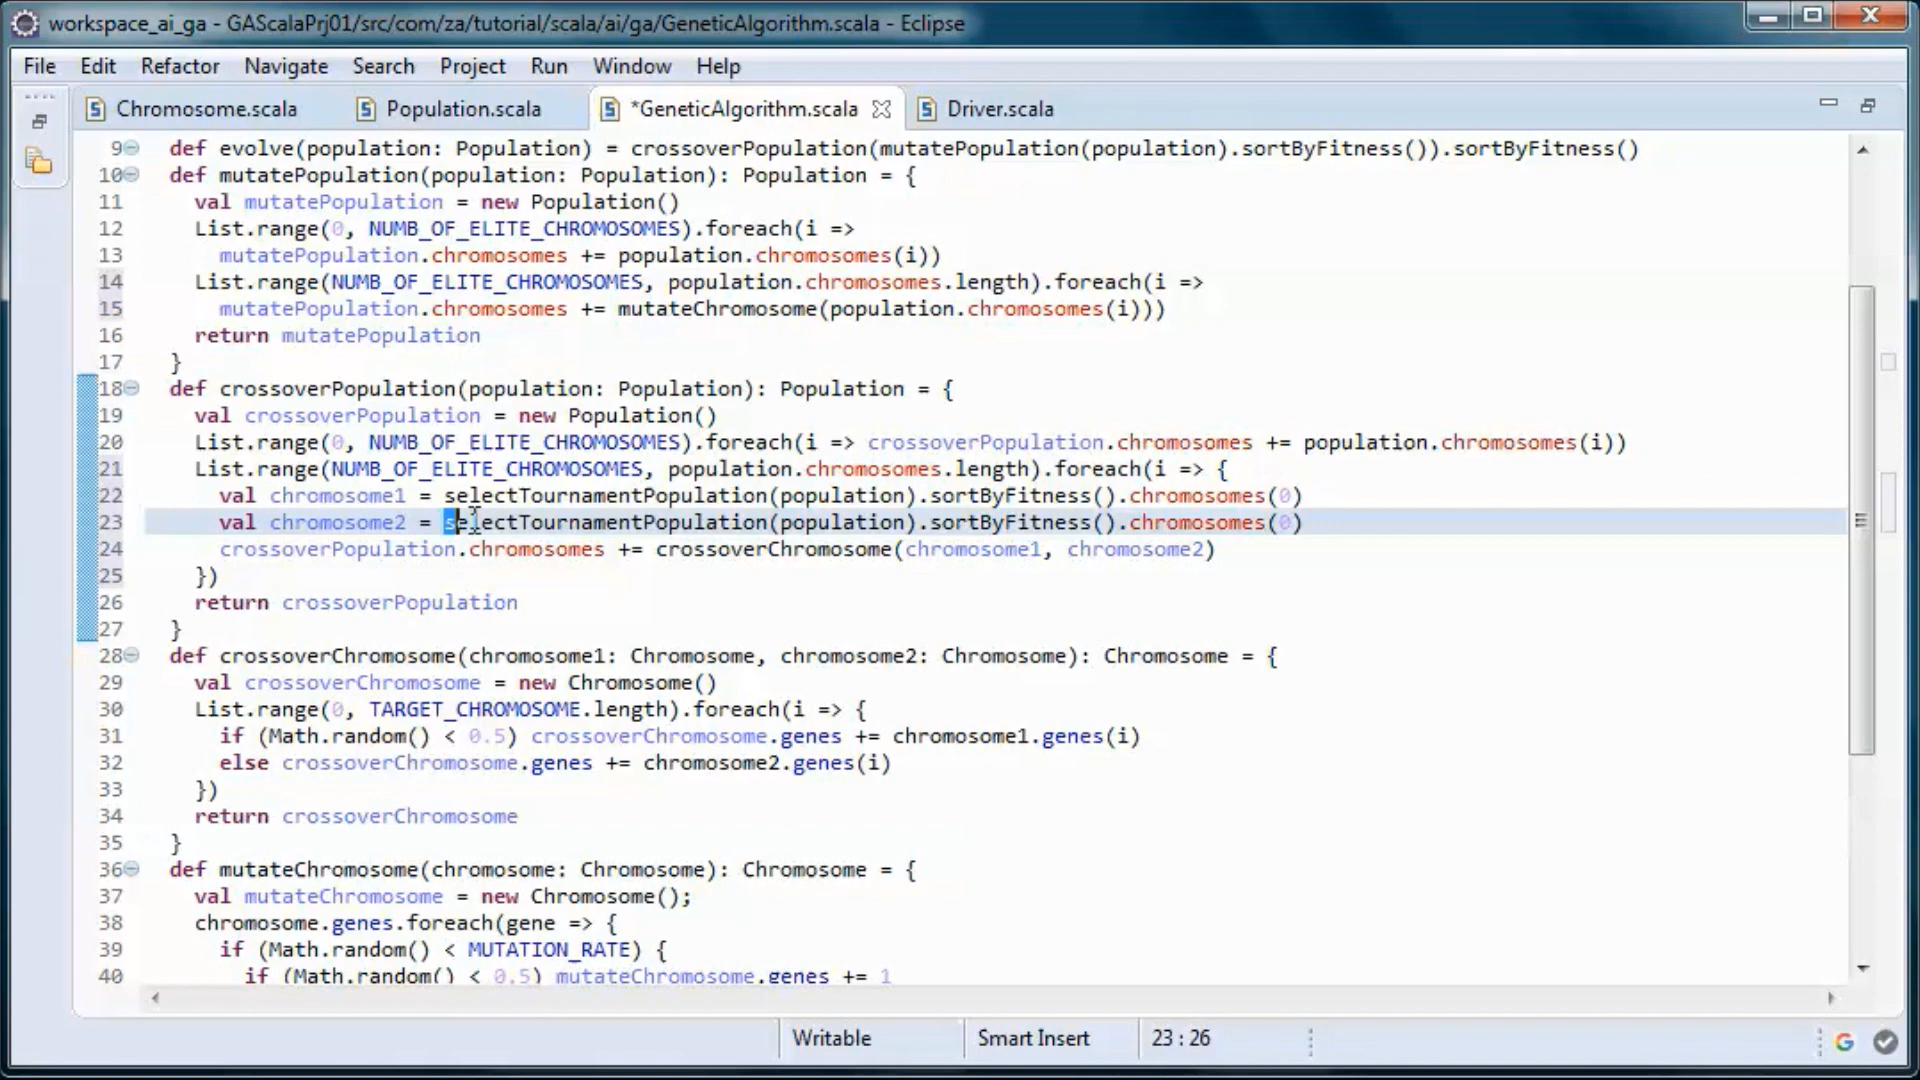 workspace_ai_ga - GAScalaPrj01/src/com/za/tutorial/scala/ai/ga/GeneticAlgorithm.scala - Eclipse
File Edit Refactor Navigate Search Project Run Window Help
Chromosome.scala Population.scala *GeneticAlgorithm.scala Driver.scala
9 def evolve(population: Population) = crossoverPopulation(mutatePopulation(population).sortByFitness()).sortByFitness()
10 def mutatePopulation(population: Population): Population = {
11 val mutatePopulation = new Population()
12 List.range(0, NUMB_OF_ELITE_CHROMOSOMES).foreach(i =>
13 mutatePopulation.chromosomes += population.chromosomes(i))
14 List.range(NUMB_OF_ELITE_CHROMOSOMES, population.chromosomes.length).foreach(i =>
15 mutatePopulation.chromosomes += mutateChromosome(population.chromosomes(i)))
16 return mutatePopulation
17 }
18 def crossoverPopulation(population: Population): Population = {
19 val crossoverPopulation = new Population()
20 List.range(0, NUMB_OF_ELITE_CHROMOSOMES).foreach(i => crossoverPopulation.chromosomes += population.chromosomes(i))
21 List.range(NUMB_OF_ELITE_CHROMOSOMES, population.chromosomes.length).foreach(i => {
22 val chromosome1 = selectTournamentPopulation(population).sortByFitness().chromosomes(0)
23 val chromosome2 = selectTournamentPopulation(population).sortByFitness().chromosomes(0)
24 crossoverPopulation.chromosomes += crossoverChromosome(chromosome1, chromosome2)
25 })
26 return crossoverPopulation
27 }
28 def crossoverChromosome(chromosome1: Chromosome, chromosome2: Chromosome): Chromosome = {
29 val crossoverChromosome = new Chromosome()
30 List.range(0, TARGET_CHROMOSOME.length).foreach(i => {
31 if (Math.random() < 0.5) crossoverChromosome.genes += chromosome1.genes(i)
32 else crossoverChromosome.genes += chromosome2.genes(i)
33 })
34 return crossoverChromosome
35 }
36 def mutateChromosome(chromosome: Chromosome): Chromosome = {
37 val mutateChromosome = new Chromosome();
38 chromosome.genes.foreach(gene => {
39 if (Math.random() < MUTATION_RATE) {
40 if (Math.random() < 0.5) mutateChromosome.genes += 1
Writable Smart Insert 23 : 26